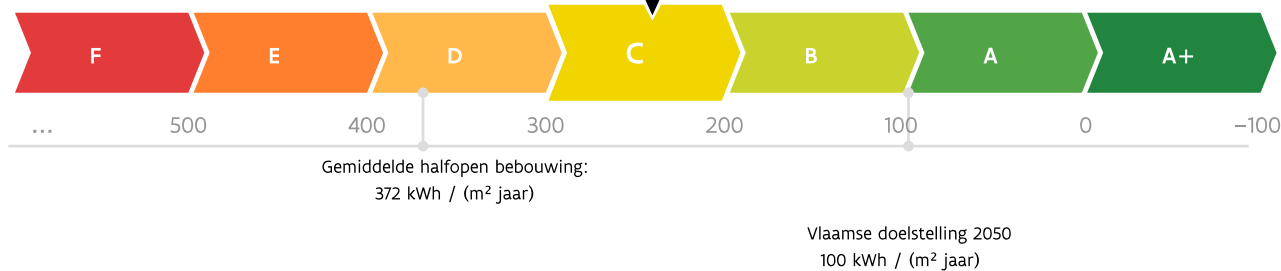 F E D C B A A+
... 500 400 300 200 100 0 –100
Gemiddelde halfopen bebouwing:
372 kWh / (m² jaar)
Vlaamse doelstelling 2050
100 kWh / (m² jaar)